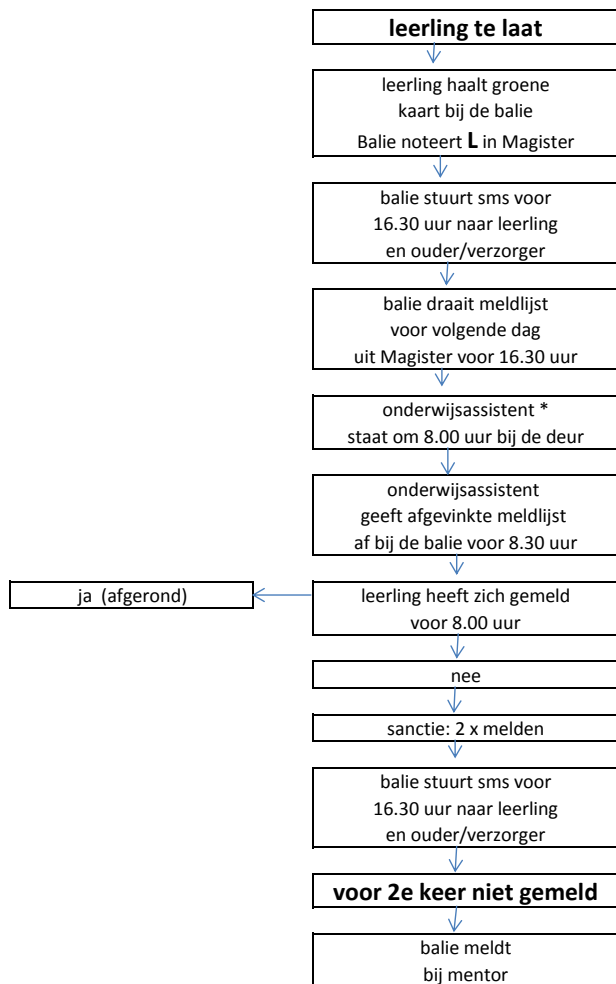 leerling te laat
leerling haalt groene
kaart bij de balie
Balie noteert L in Magister
balie stuurt sms voor
16.30 uur naar leerling
en ouder/verzorger
balie draait meldlijst
voor volgende dag
uit Magister voor 16.30 uur
onderwijsassistent *
staat om 8.00 uur bij de deur
onderwijsassistent
geeft afgevinkte meldlijst
af bij de balie voor 8.30 uur
ja (afgerond)
leerling heeft zich gemeld
voor 8.00 uur
nee
sanctie: 2 x melden
balie stuurt sms voor
16.30 uur naar leerling
en ouder/verzorger
voor 2e keer niet gemeld
balie meldt
bij mentor